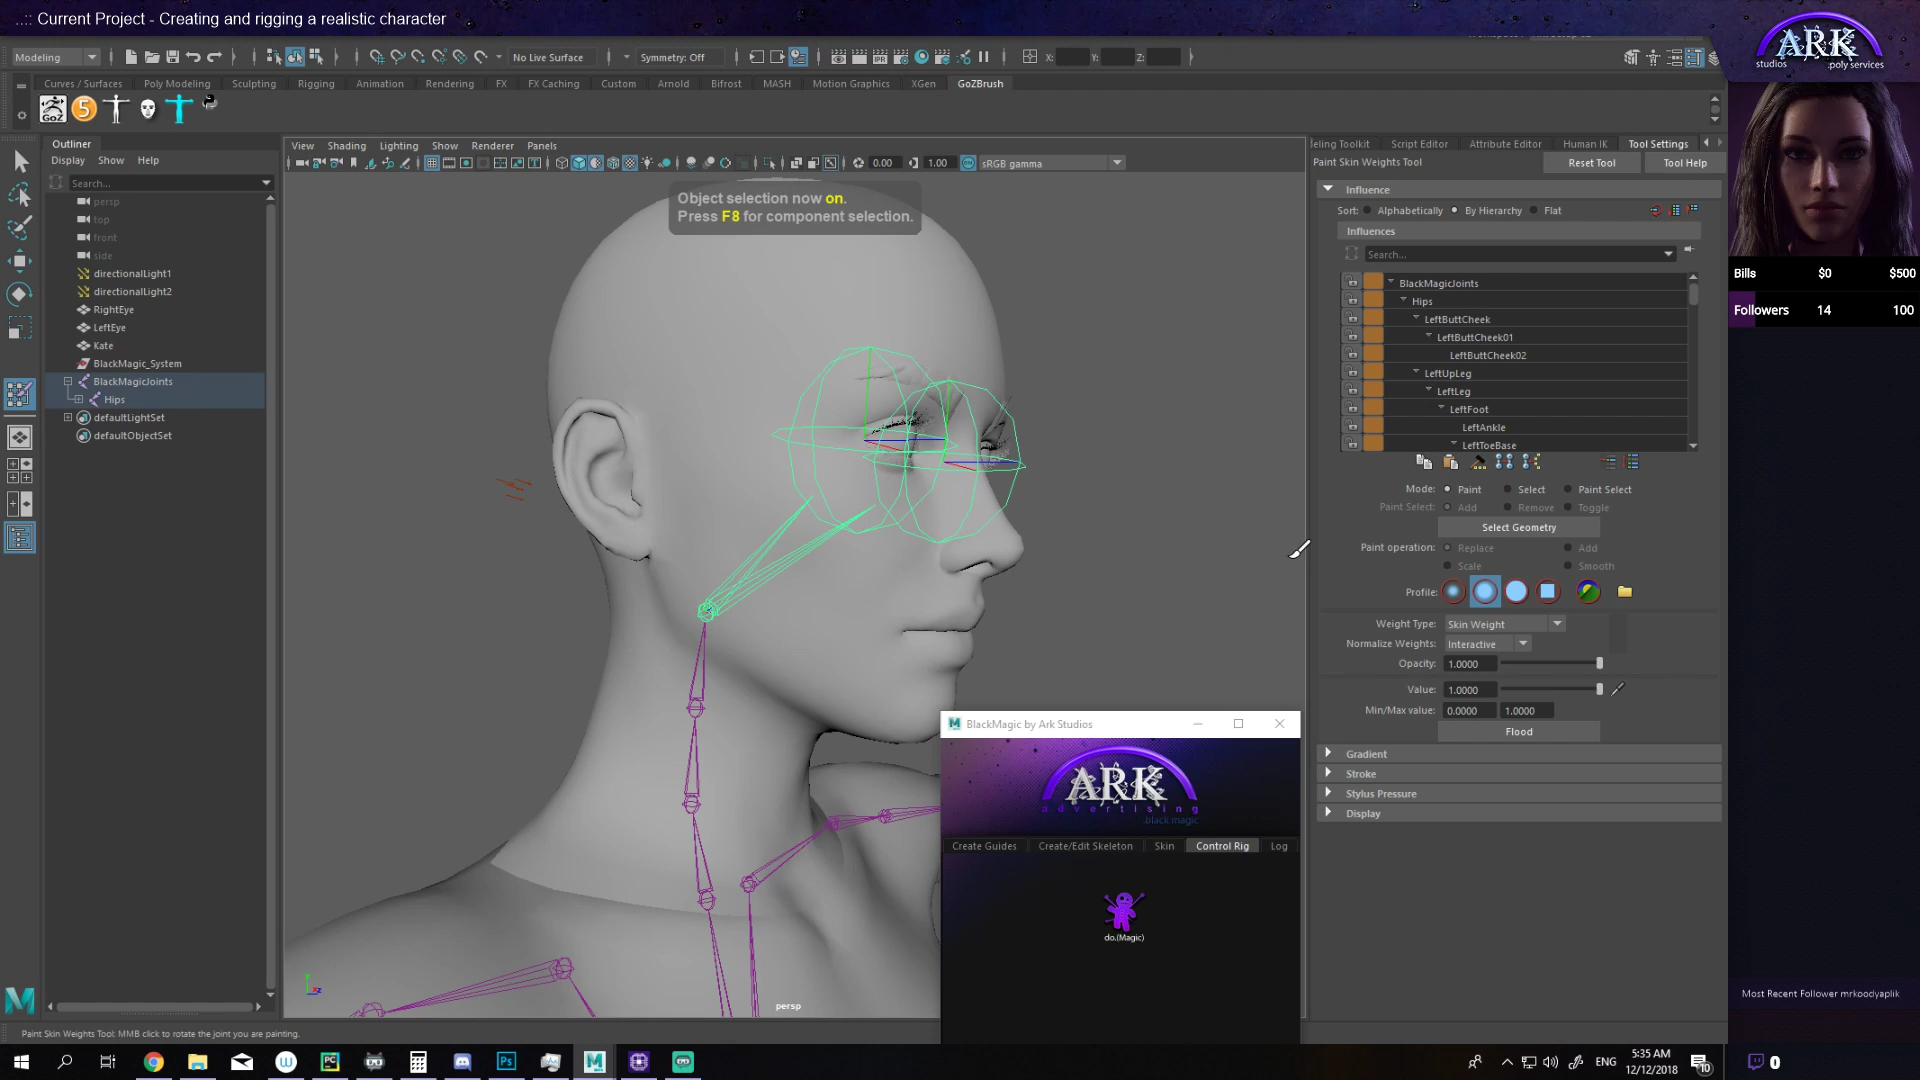 ..:: Current Project - Creating and rigging a realistic character
ARK
studios
.poly services
Modeling
No Live Surface
Symmetry: Off
X:
Y:
Z:
Curves / Surfaces
Poly Modeling
Sculpting
Rigging
Animation
Rendering
FX
FX Caching
Custom
Arnold
Bifrost
MASH
Motion Graphics
XGen
GoZBrush
GoZ
5
Outliner
Display
Show
Help
Search...
persp
top
front
side
directionalLight1
directionalLight2
RightEye
LeftEye
Kate
BlackMagic_System
BlackMagicJoints
Hips
defaultLightSet
defaultObjectSet
View
Shading
Lighting
Show
Renderer
Panels
0.00
1.00
sRGB gamma
Object selection now on.
Press F8 for component selection.
persp
eling Toolkit
Script Editor
Attribute Editor
Human IK
Tool Settings
Paint Skin Weights Tool
Reset Tool
Tool Help
Influence
Sort:
Alphabetically
By Hierarchy
Flat
Influences
Search...
BlackMagicJoints
Hips
LeftButtCheek
LeftButtCheek01
LeftButtCheek02
LeftUpLeg
LeftLeg
LeftFoot
LeftAnkle
LeftToeBase
Mode:
Paint
Select
Paint Select
Paint Select:
Add
Remove
Toggle
Select Geometry
Paint operation:
Replace
Add
Scale
Smooth
Profile:
Weight Type:
Skin Weight
Normalize Weights:
Interactive
Opacity:
1.0000
Value:
1.0000
Min/Max value:
0.0000
1.0000
Flood
Gradient
Stroke
Stylus Pressure
Display
BlackMagic by Ark Studios
ARK
advertising
.black magic
Create Guides
Create/Edit Skeleton
Skin
Control Rig
Log
do.(Magic)
Bills
$0
$500
Followers
14
100
Most Recent Follower mrkoodyaplik
Paint Skin Weights Tool: MMB click to rotate the joint you are painting.
ENG
5:35 AM
12/12/2018
10
0